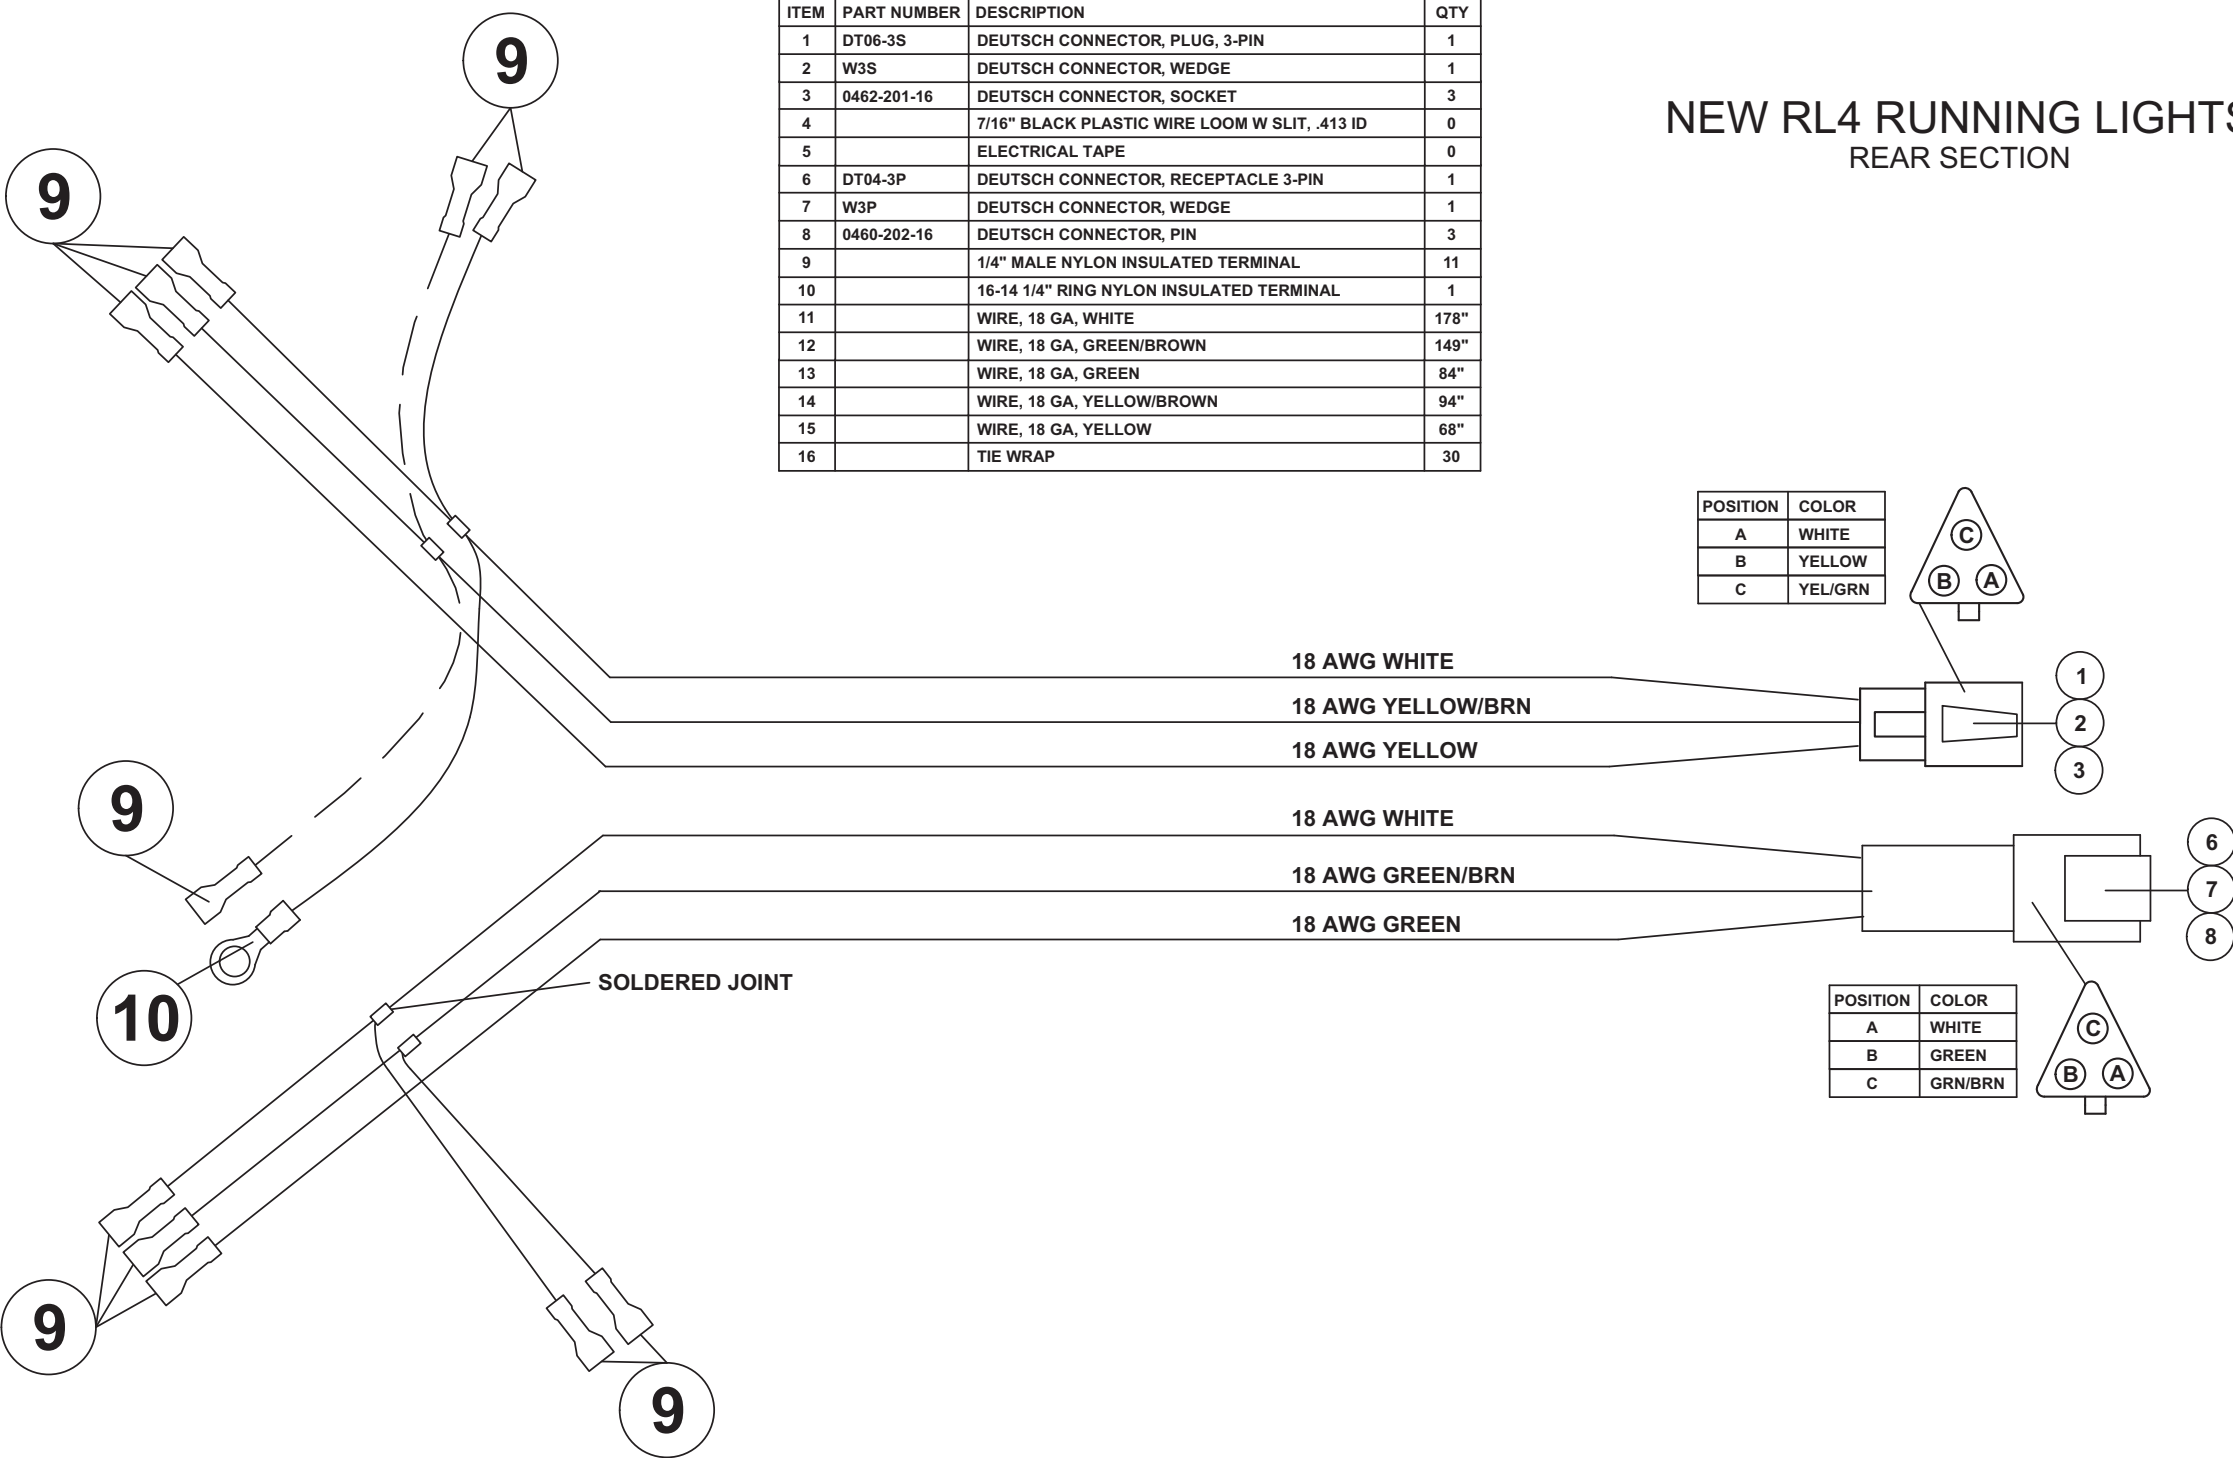 ITEM PART NUMBER DESCRIPTION QTY
1 DT06-3S DEUTSCH CONNECTOR, PLUG, 3-PIN 1
2 W3S DEUTSCH CONNECTOR, WEDGE 1
3 0462-201-16 DEUTSCH CONNECTOR, SOCKET 3
4 7/16" BLACK PLASTIC WIRE LOOM W SLIT, .413 ID 0
5 ELECTRICAL TAPE 0
6 DT04-3P DEUTSCH CONNECTOR, RECEPTACLE 3-PIN 1
7 W3P DEUTSCH CONNECTOR, WEDGE 1
8 0460-202-16 DEUTSCH CONNECTOR, PIN 3
9 1/4" MALE NYLON INSULATED TERMINAL 11
10 16-14 1/4" RING NYLON INSULATED TERMINAL 1
11 WIRE, 18 GA, WHITE 178"
12 WIRE, 18 GA, GREEN/BROWN 149"
13 WIRE, 18 GA, GREEN 84"
14 WIRE, 18 GA, YELLOW/BROWN 94"
15 WIRE, 18 GA, YELLOW 68"
16 TIE WRAP 30
NEW RL4 RUNNING LIGHTS
REAR SECTION
9
9
POSITION COLOR
A WHITE
B YELLOW
C YEL/GRN
C
B A
18 AWG WHITE
18 AWG YELLOW/BRN
18 AWG YELLOW
1
2
3
9
18 AWG WHITE
18 AWG GREEN/BRN
18 AWG GREEN
6
7
8
10
SOLDERED JOINT
POSITION COLOR
A WHITE
B GREEN
C GRN/BRN
C
B A
9
9